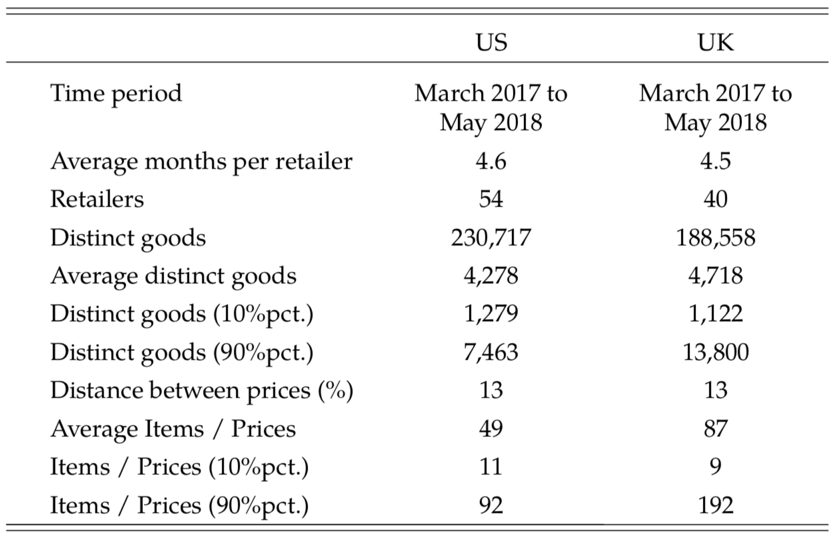 US UK
Time period March 2017 to March 2017 to
May 2018 May 2018
Average months per retailer 4.6 4.5
Retailers 54 40
Distinct goods 230,717 188,558
Average distinct goods 4,278 4,718
Distinct goods (10%pct.) 1,279 1,122
Distinct goods (90%pct.) 7,463 13,800
Distance between prices (%) 13 13
Average Items / Prices 49 87
Items / Prices (10%pct.) 11 9
Items / Prices (90%pct.) 92 192